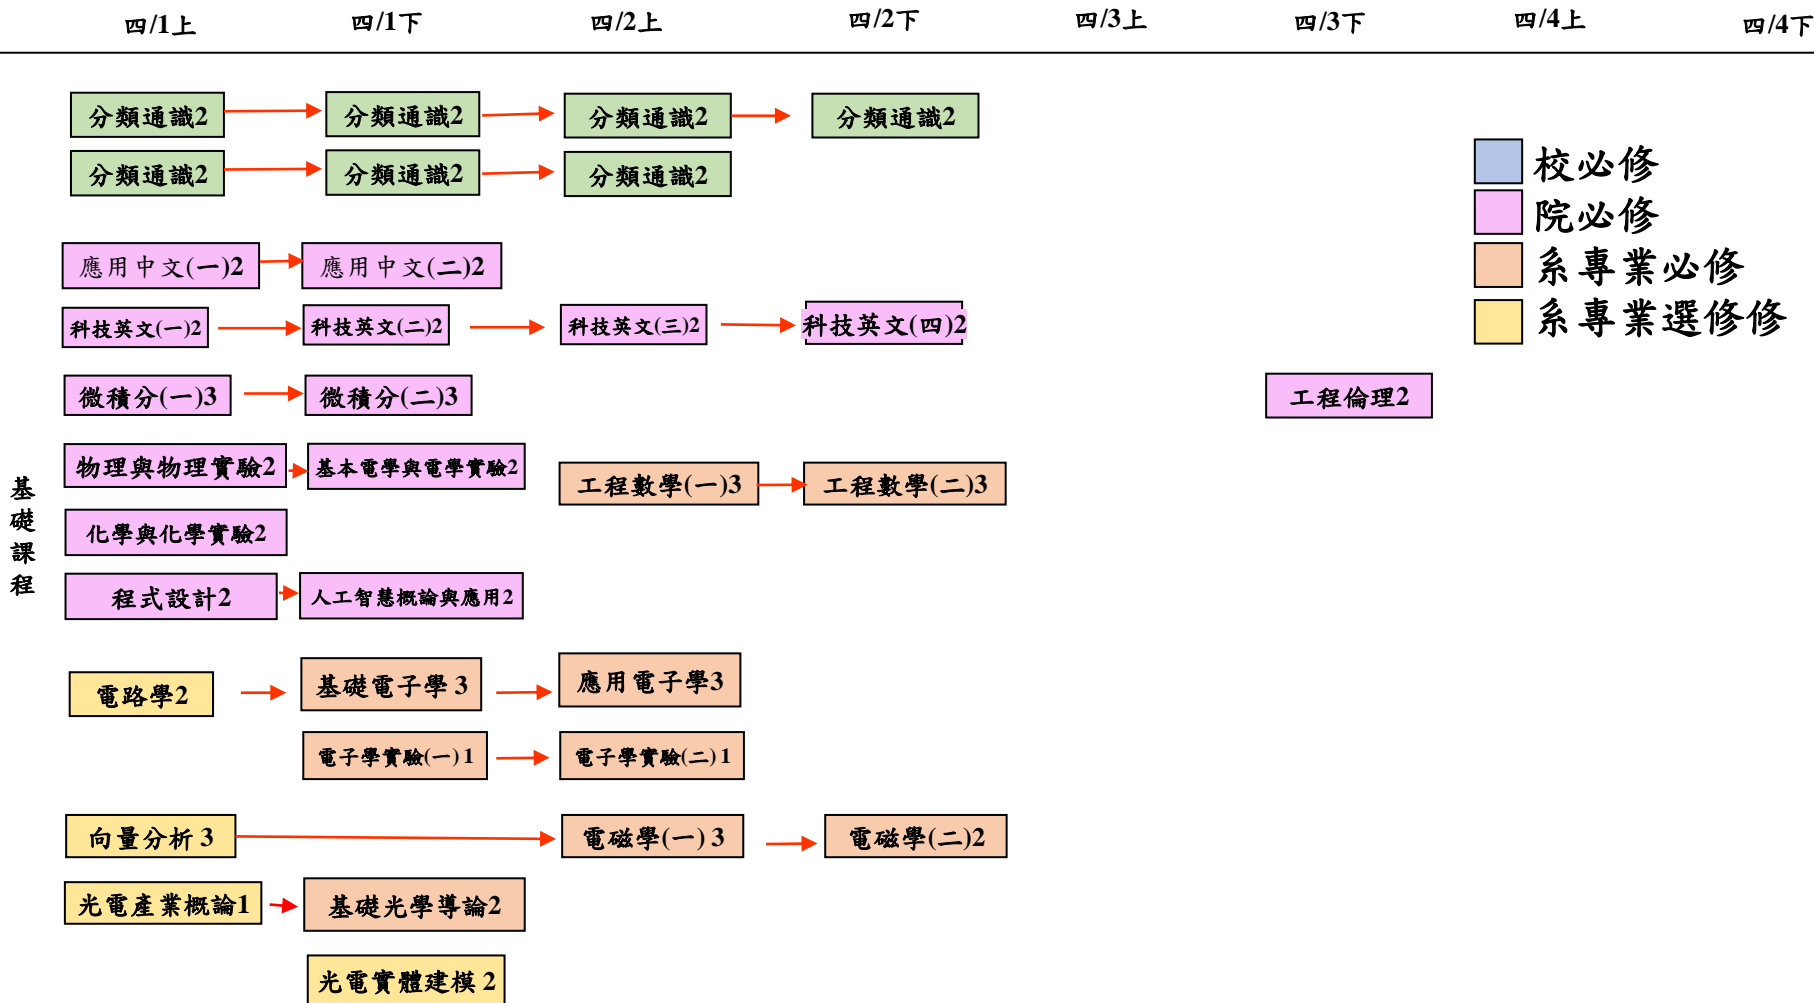 四/1上 四/1下 四/2上 四/2下 四/3上 四/3下 四/4上 四/4下
分類通識2 分類通識2 分類通識2 分類通識2
分類通識2 分類通識2 分類通識2
校必修
院必修
系專業必修
系專業選修修
應用中文(一)2 應用中文(二)2
科技英文(一)2 科技英文(二)2 科技英文(三)2 科技英文(四)2
微積分(一)3 微積分(二)3 工程倫理2
物理與物理實驗2 基本電學與電學實驗2 工程數學(一)3 工程數學(二)3
基礎課程
化學與化學實驗2
程式設計2 人工智慧概論與應用2
電路學2 基礎電子學 3 應用電子學3
電子學實驗(一) 1 電子學實驗(二) 1
向量分析 3 電磁學(一) 3 電磁學(二)2
光電產業概論1 基礎光學導論2
光電實體建模 2